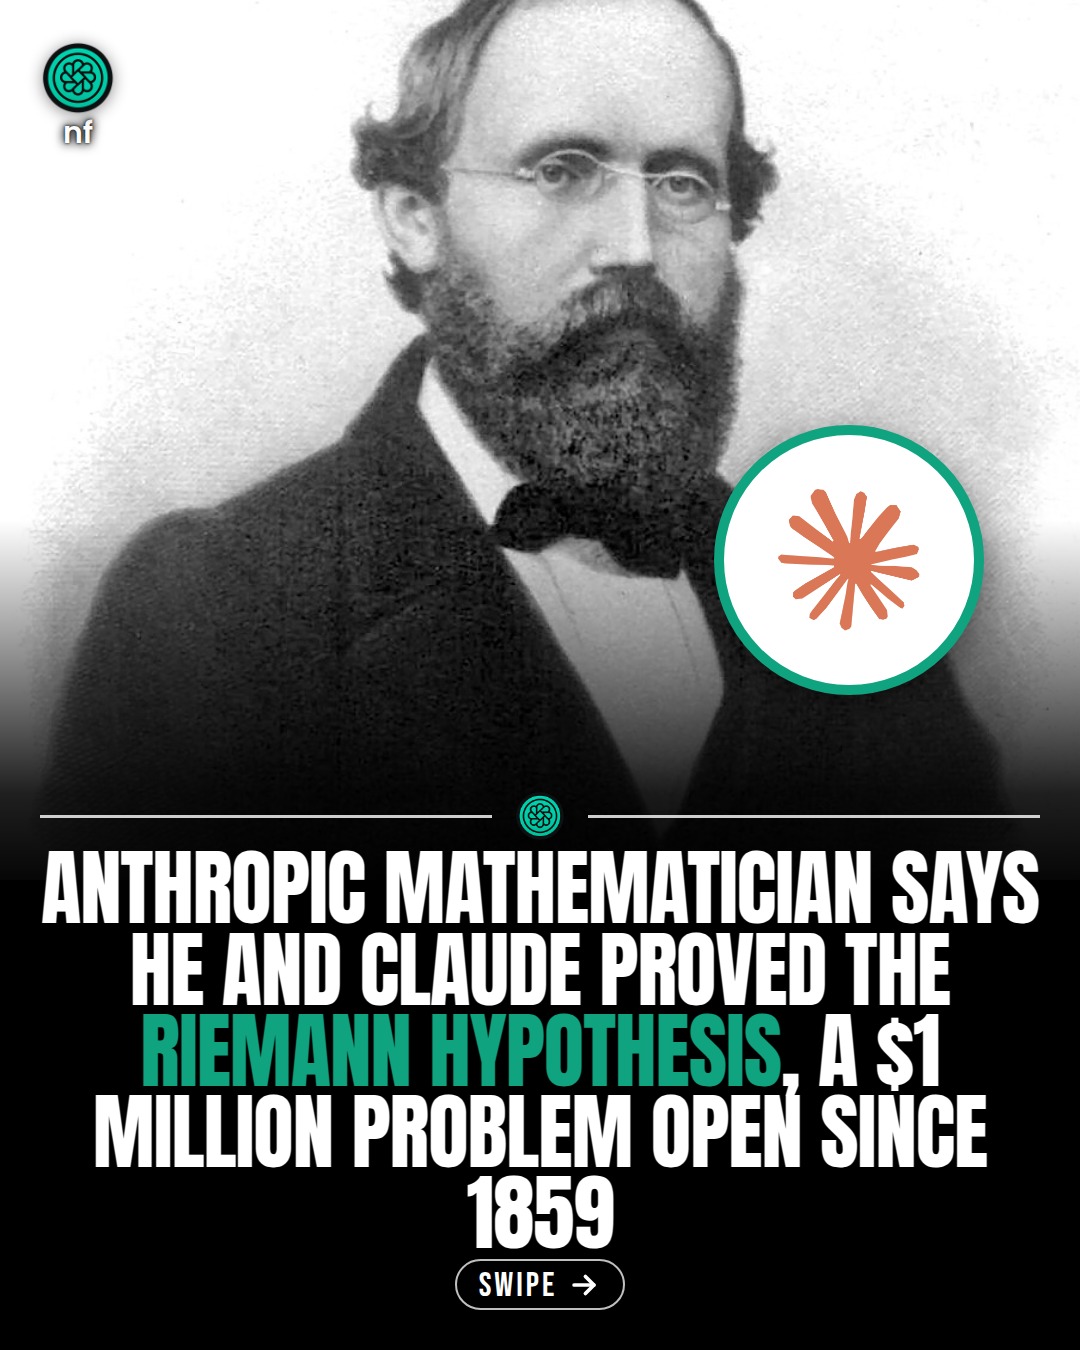 nf
ANTHROPIC MATHEMATICIAN SAYS
HE AND CLAUDE PROVED THE
RIEMANN HYPOTHESIS, A $1
MILLION PROBLEM OPEN SINCE
1859
SWIPE →